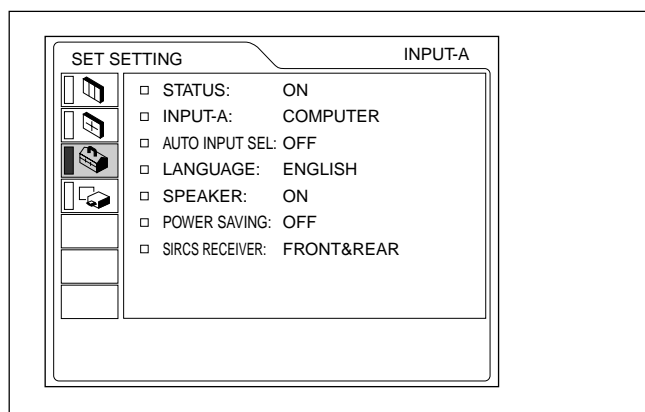 SET SETTING INPUT-A
STATUS: ON
INPUT-A: COMPUTER
AUTO INPUT SEL: OFF
LANGUAGE: ENGLISH
SPEAKER: ON
POWER SAVING: OFF
SIRCS RECEIVER: FRONT&REAR